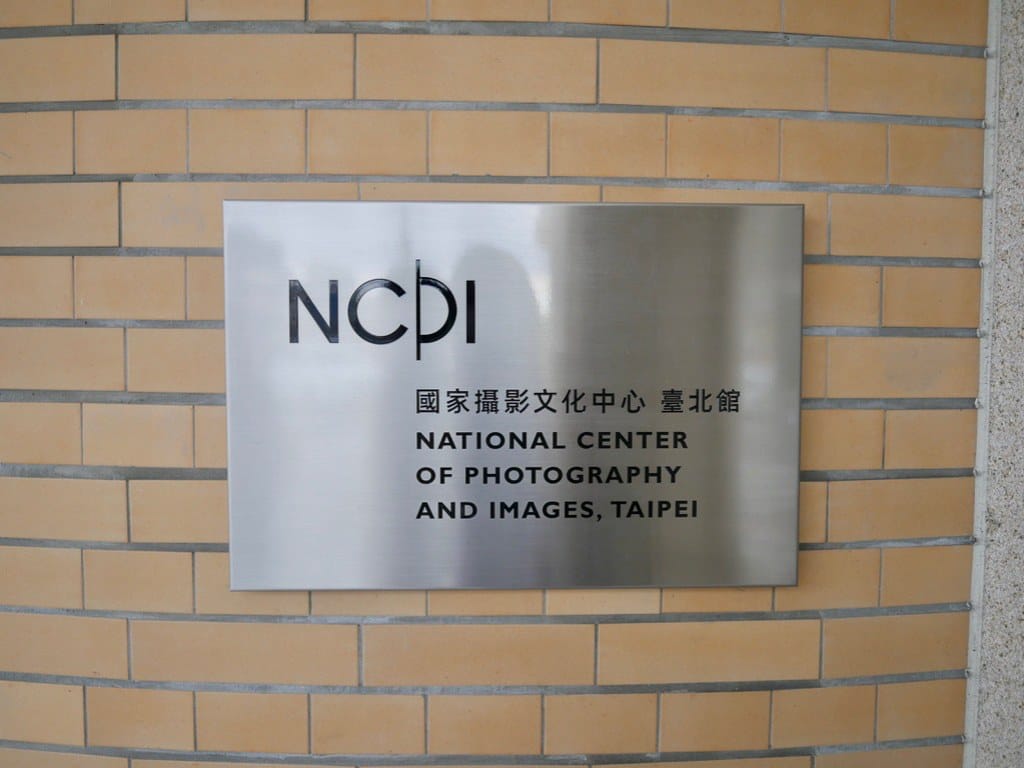 NCPI
國家攝影文化中心 臺北館
NATIONAL CENTER
OF PHOTOGRAPHY
AND IMAGES, TAIPEI